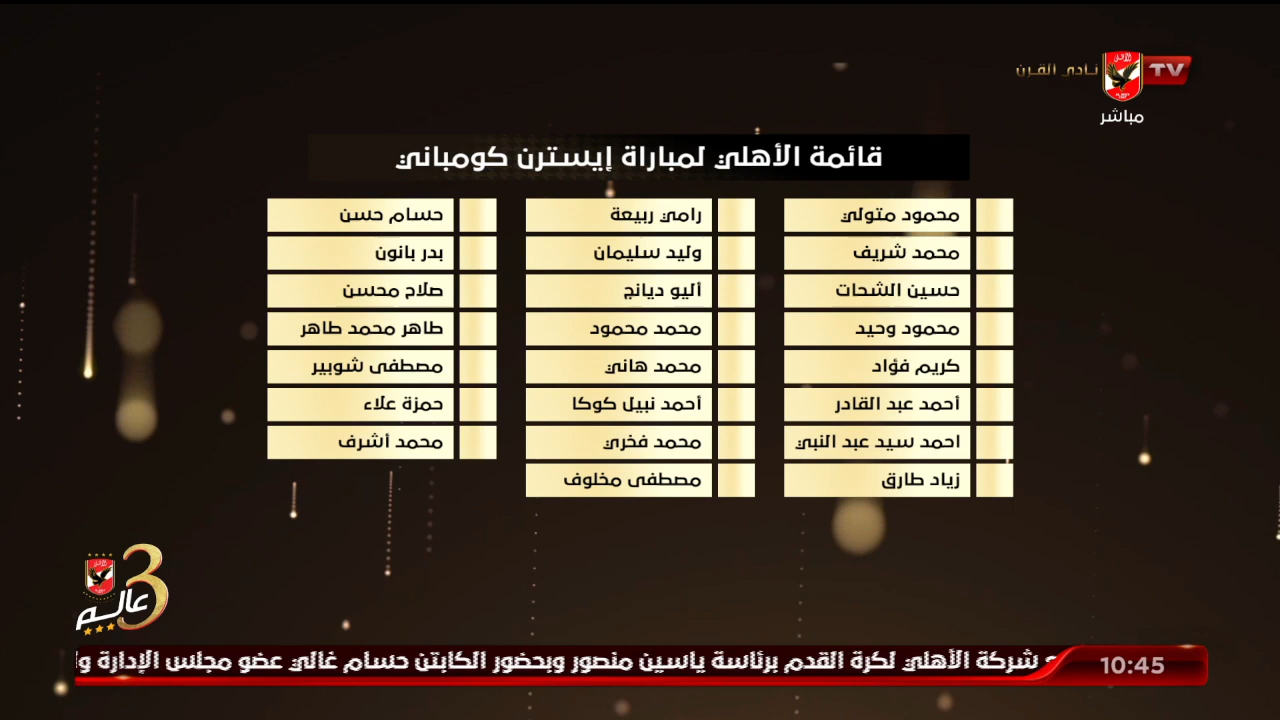 نادي القرن TV
مباشر
قائمة الأهلي لمباراة إيسترن كومباني
محمود متولي
محمد شريف
حسين الشحات
محمود وحيد
كريم فؤاد
أحمد عبد القادر
احمد سيد عبد النبي
زياد طارق
رامي ربيعة
وليد سليمان
أليو ديانج
محمد محمود
محمد هاني
أحمد نبيل كوكا
محمد فخري
مصطفى مخلوف
حسام حسن
بدر بانون
صلاح محسن
طاهر محمد طاهر
مصطفى شوبير
حمزة علاء
محمد أشرف
3 عالم
10:45
شركة الأهلي لكرة القدم برئاسة ياسين منصور وبحضور الكابتن حسام غالي عضو مجلس الإدارة